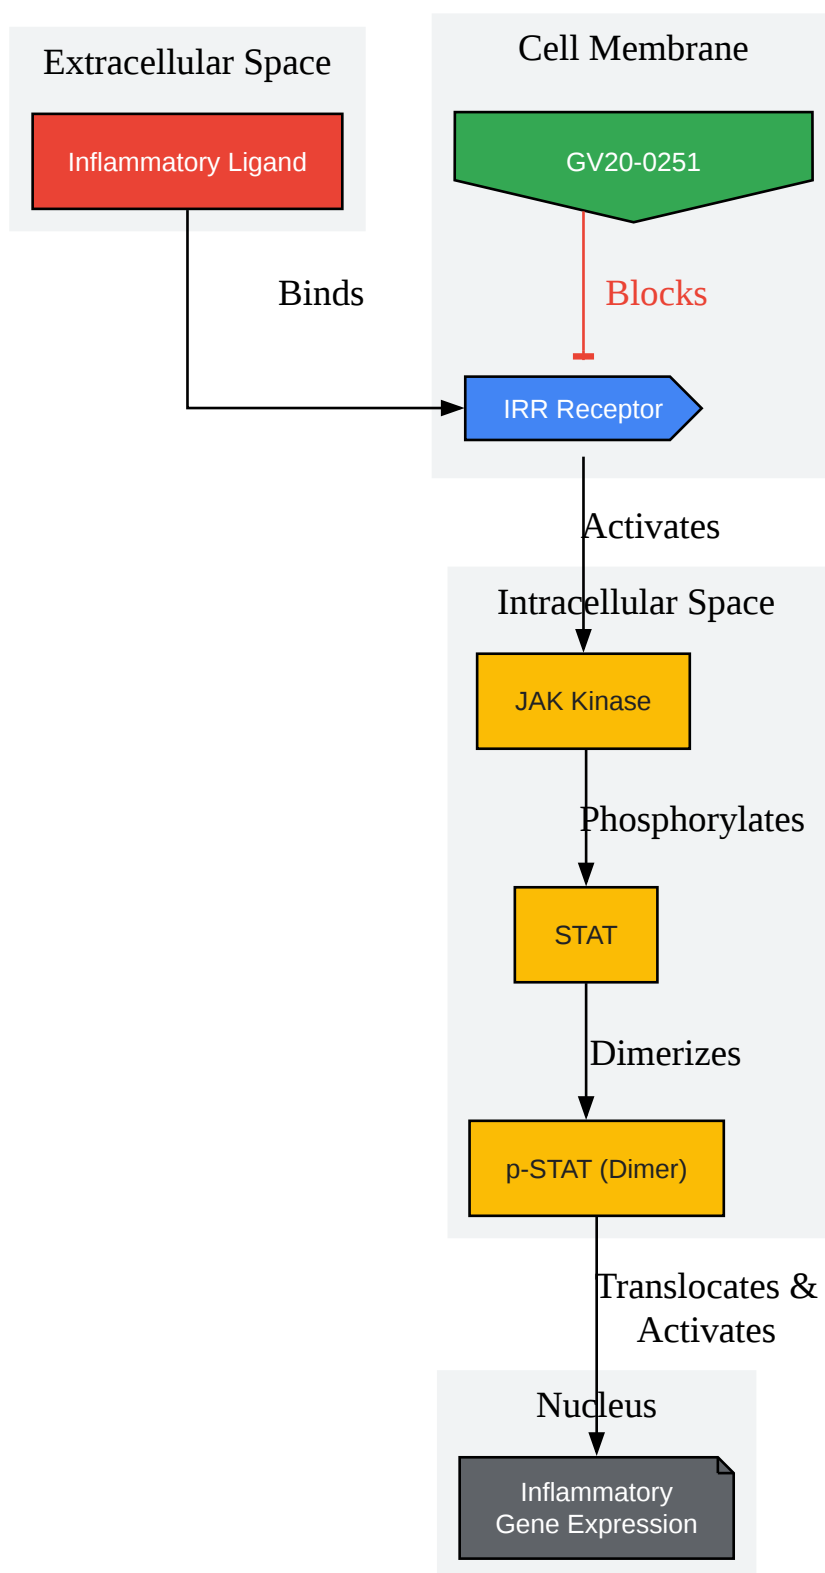 Extracellular Space
Inflammatory Ligand
Cell Membrane
GV20-0251
Binds
Blocks
IRR Receptor
Activates
Intracellular Space
JAK Kinase
Phosphorylates
STAT
Dimerizes
p-STAT (Dimer)
Translocates &
Activates
Nucleus
Inflammatory
Gene Expression